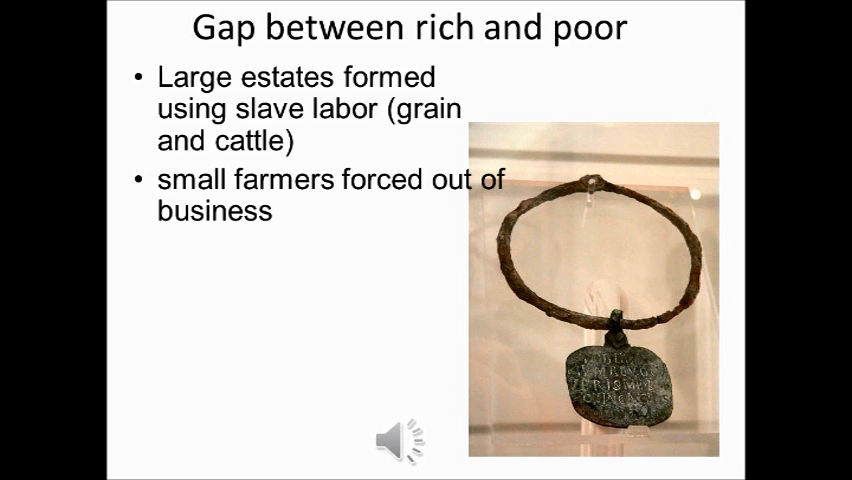 Gap between rich and poor
• Large estates formed
using slave labor (grain
and cattle)
• small farmers forced out of
business